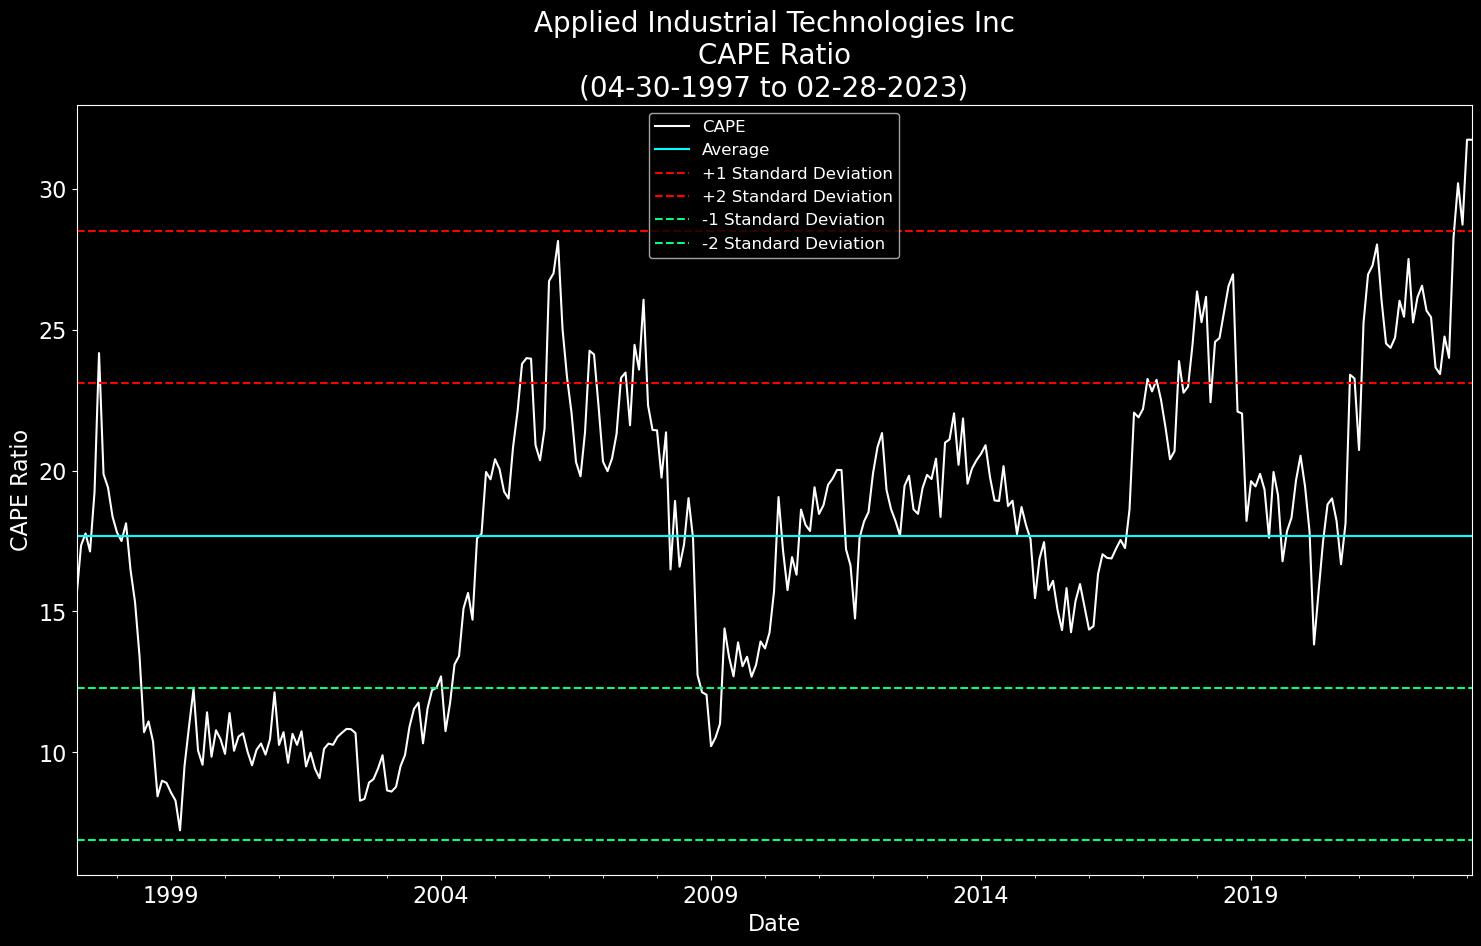 Applied Industrial Technologies Inc
CAPE Ratio
(04-30-1997 to 02-28-2023)
CAPE
Average
+1 Standard Deviation
+2 Standard Deviation
-1 Standard Deviation
-2 Standard Deviation
CAPE Ratio
30
25
20
15
10
1999 2004 2009 2014 2019
Date